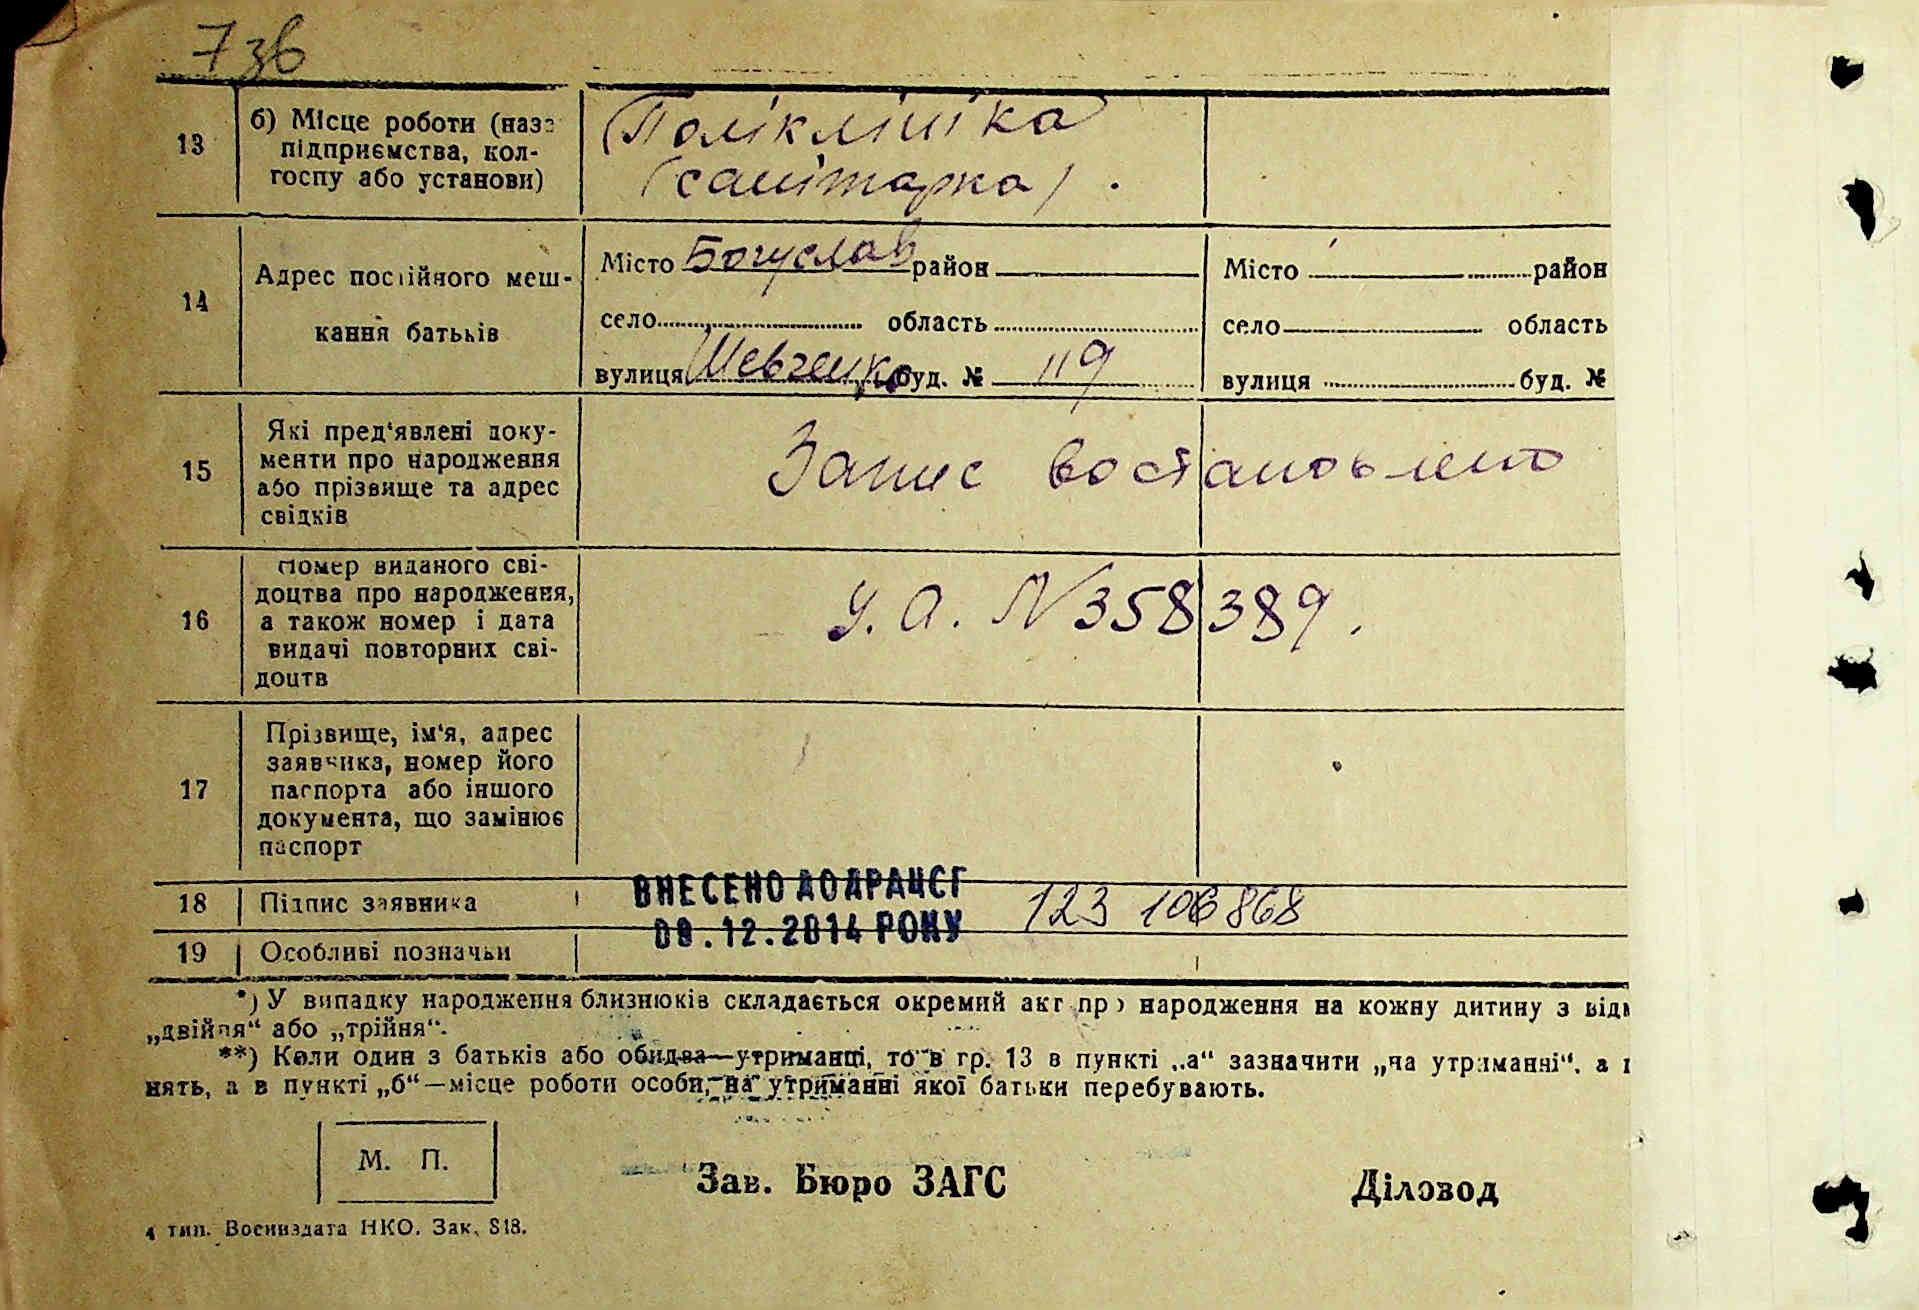 7 зв
13
б) Місце роботи (наз
підприємства, кол-
госпу або установи)
Поліклініка
(санітарка).
14
Адрес постійного меш-
кання батьків
Місто Богуслав район
село область
вулиця Шевченко буд. № 119
Місто район
село область
вулиця буд. №
15
Які пред‘явлені доку-
менти про народження
або прізвище та адрес
свідків
Запис востановлено
16
Номер виданого сві-
доцтва про народження,
а також номер і дата
видачі повторних сві-
доцтв
У. А. N 358389.
17
Прізвище, ім‘я, адрес
заявника, номер його
паспорта або іншого
документа, що замінює
паспорт
18
Підпис заявника
ВНЕСЕНО ДО ДРАЦСГ
09.12.2014 РОКУ
123 106 868
19
Особливі позначки
*) У випадку народження близнюків складається окремий акт про народження на кожну дитину з відм
„двійня“ або „трійня“.
**) Коли один з батьків або обидва—утриманці, то в гр. 13 в пункті „а“ зазначити „на утриманні“, а
нять, а в пункті „б“—місце роботи особи, на утриманні якої батьки перебувають.
М. П.
Зав. Бюро ЗАГС
Діловод
4 тип. Воениздата НКО. Зак. 818.